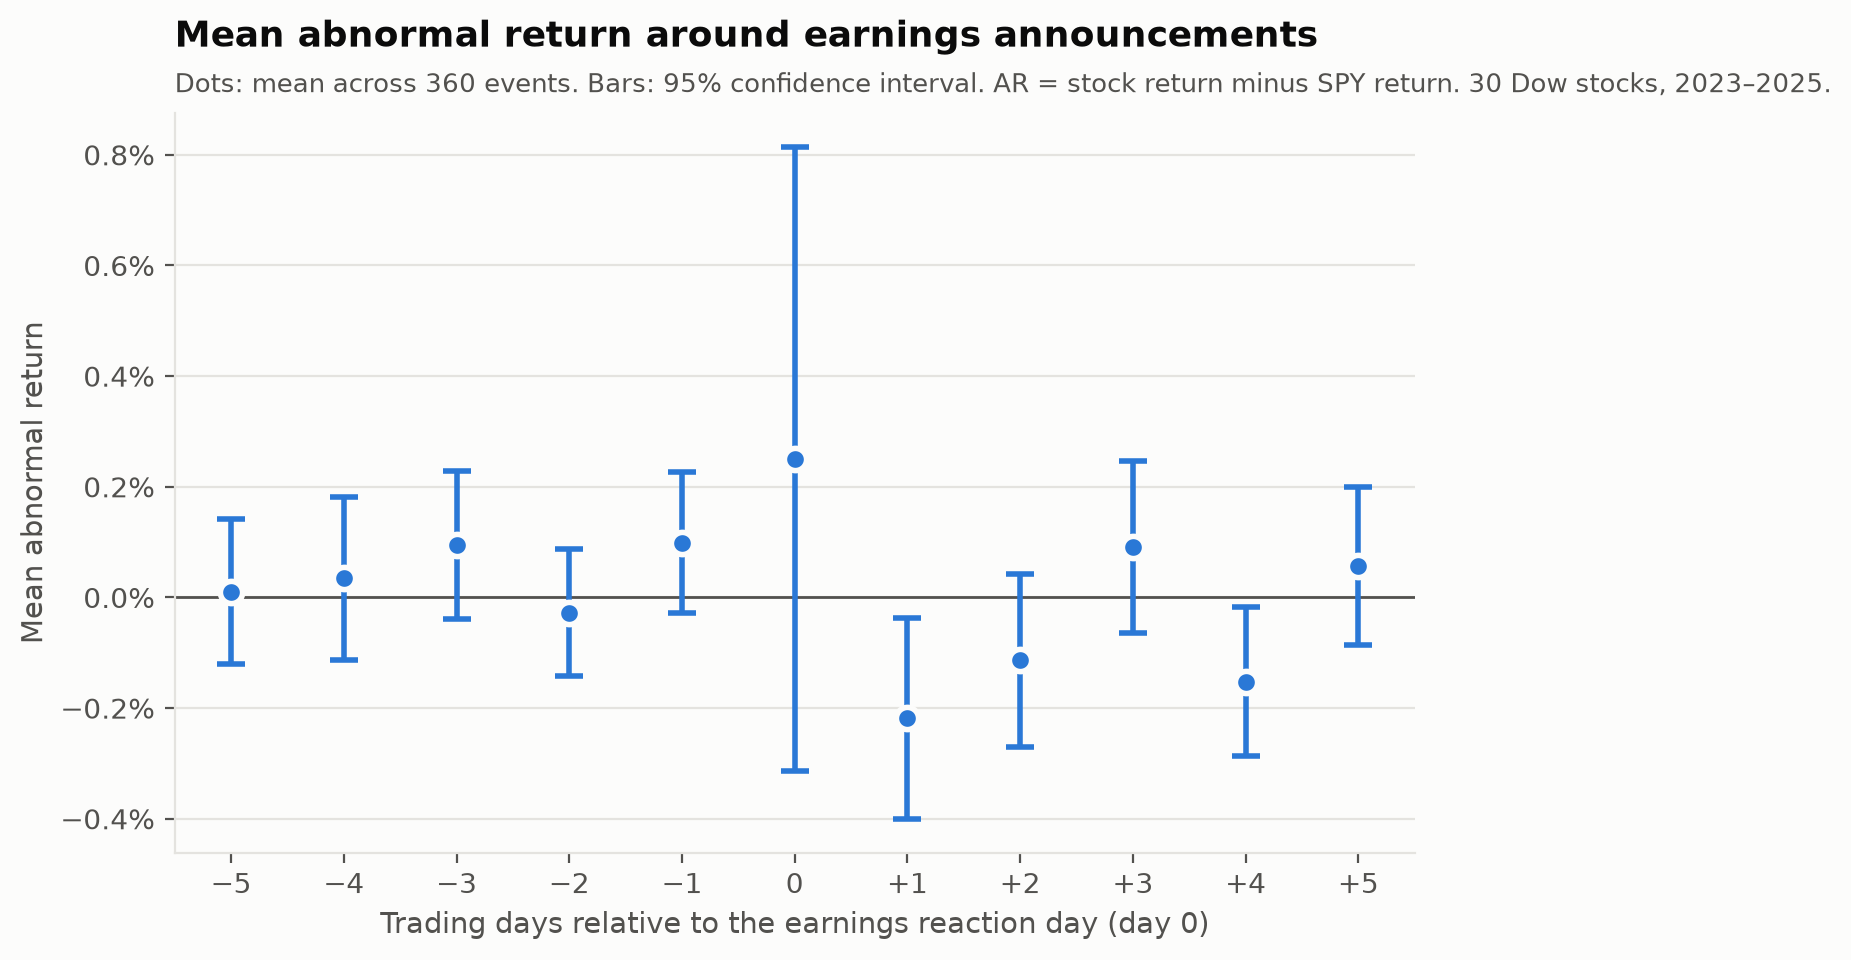 Mean abnormal return around earnings announcements
Dots: mean across 360 events. Bars: 95% confidence interval. AR = stock return minus SPY return. 30 Dow stocks, 2023–2025.
Mean abnormal return
0.8%
0.6%
0.4%
0.2%
0.0%
−0.2%
−0.4%
−5 −4 −3 −2 −1 0 +1 +2 +3 +4 +5
Trading days relative to the earnings reaction day (day 0)